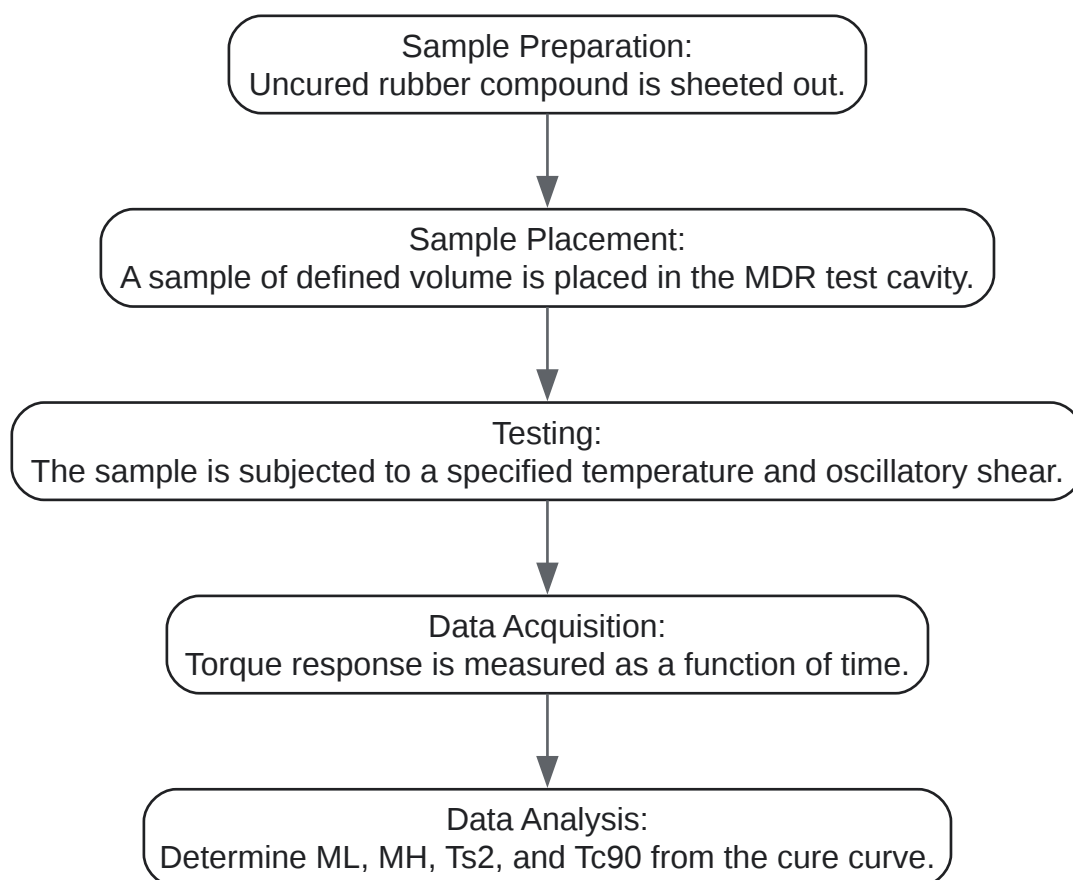 Sample Preparation:
Uncured rubber compound is sheeted out.
Sample Placement:
A sample of defined volume is placed in the MDR test cavity.
Testing:
The sample is subjected to a specified temperature and oscillatory shear.
Data Acquisition:
Torque response is measured as a function of time.
Data Analysis:
Determine ML, MH, Ts2, and Tc90 from the cure curve.